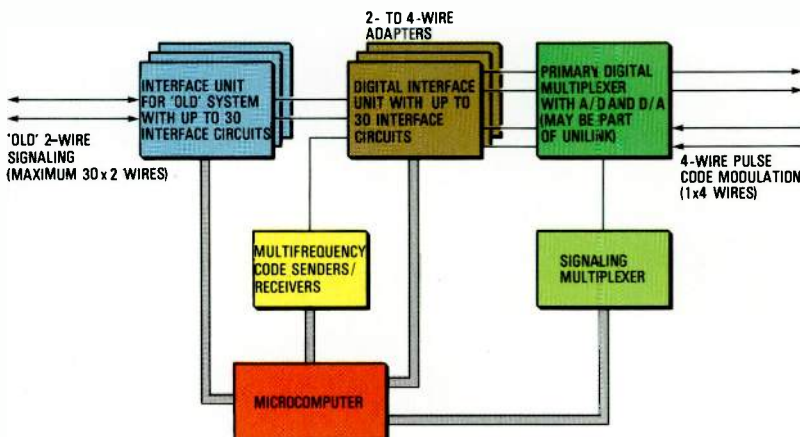 2- TO 4-WIRE
ADAPTERS
INTERFACE UNIT
FOR 'OLD' SYSTEM
WITH UP TO 30
INTERFACE CIRCUITS
DIGITAL INTERFACE
UNIT WITH UP TO
30 INTERFACE
CIRCUITS
PRIMARY DIGITAL
MULTIPLEXER
WITH A/D AND D/A
(MAY BE PART
OF UNILINK)
'OLD' 2-WIRE
SIGNALING
(MAXIMUM 30 x 2 WIRES)
4-WIRE PULSE
CODE MODULATION
(1x4 WIRES)
MULTIFREQUENCY
CODE SENDERS/
RECEIVERS
SIGNALING
MULTIPLEXER
MICROCOMPUTER